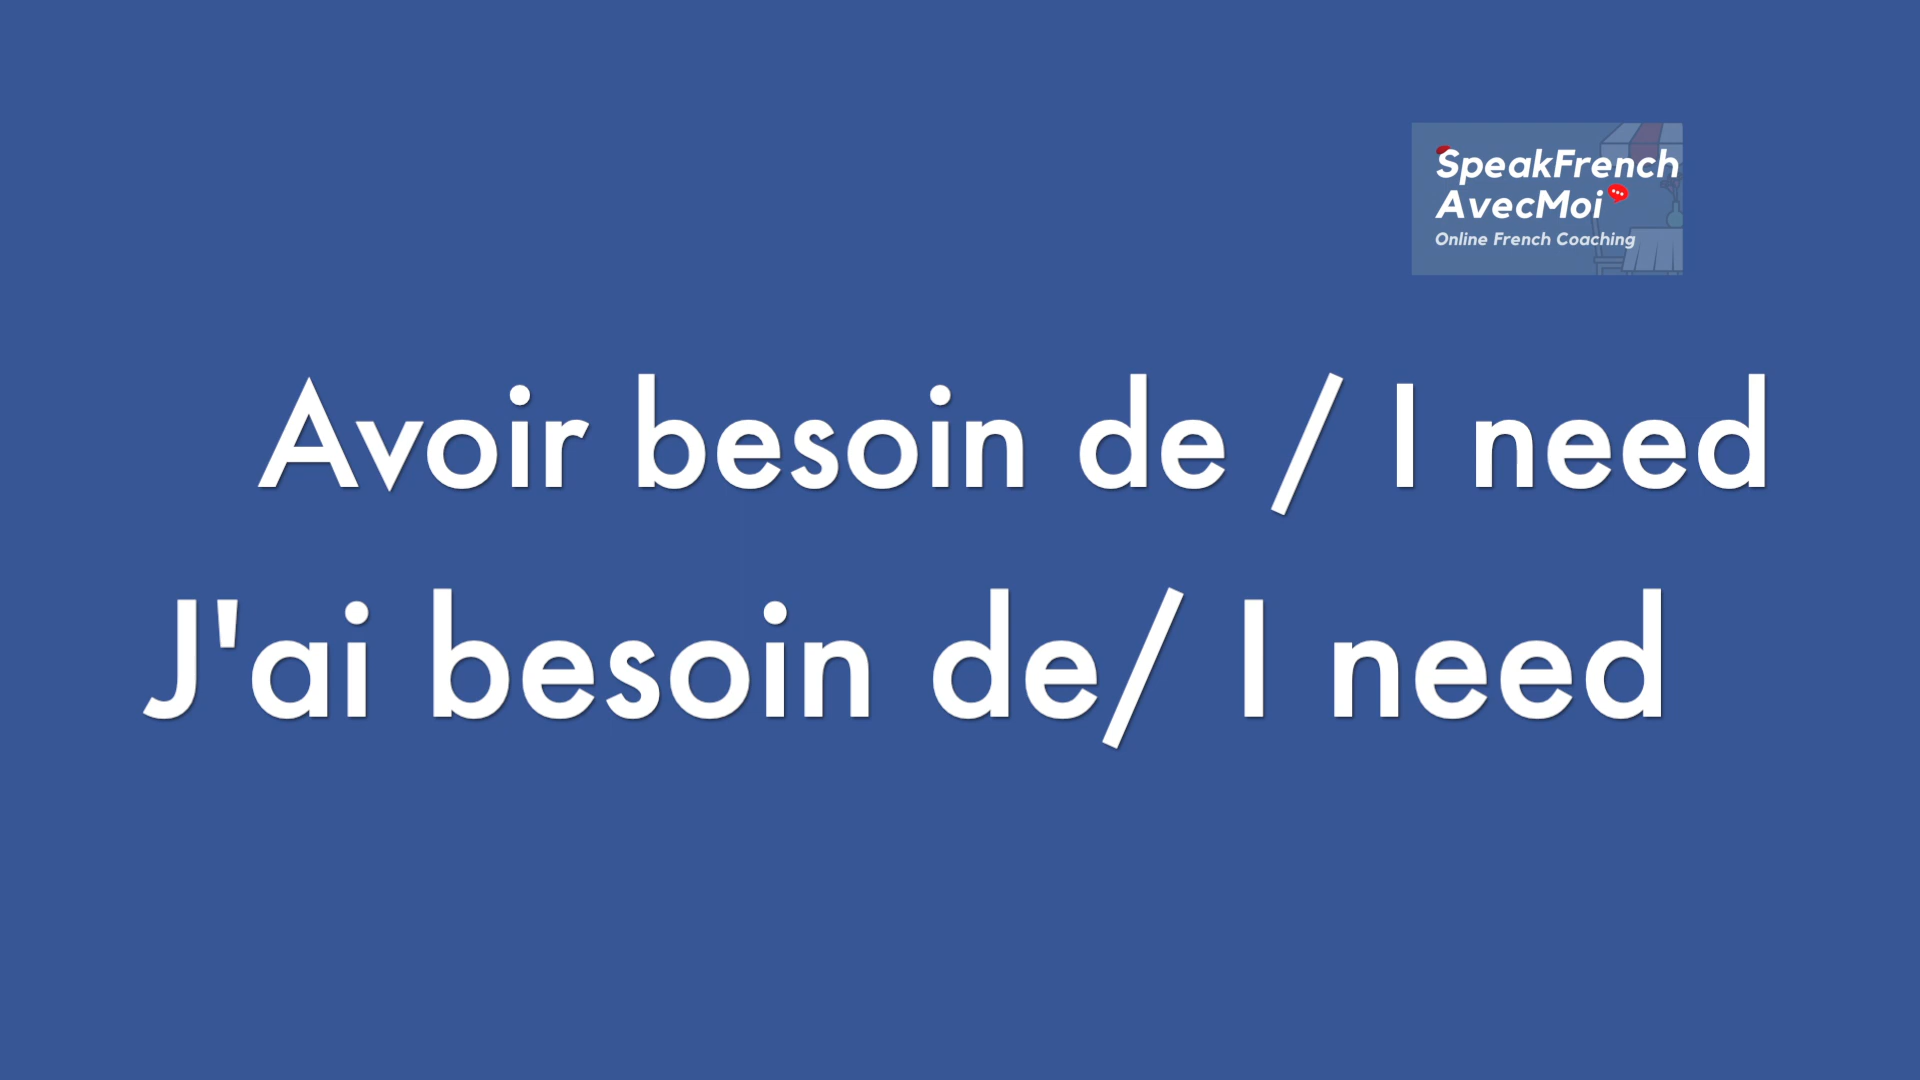 SpeakFrench
AvecMoi
Online French Coaching
Avoir besoin de / I need
J'ai besoin de/ I need